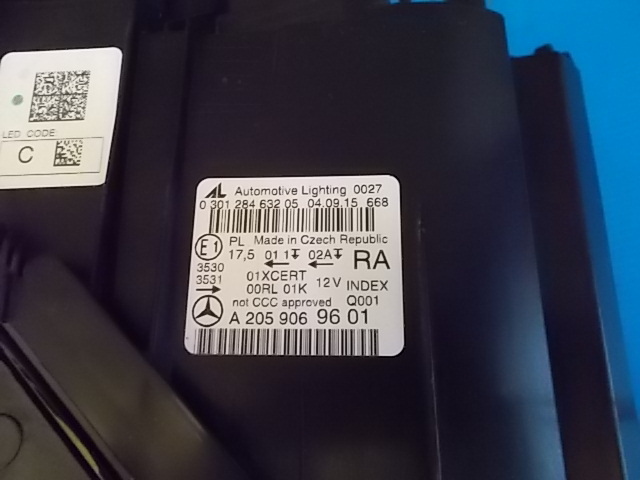 LED CODE:
C
AL Automotive Lighting 0027
0 301 284 632 05 04.09.15 668
E1 PL Made in Czech Republic
17,5 01 1 02A RA
3530
3531 01XCERT
00RL 01K 12V INDEX
not CCC approved Q001
A 205 906 96 01